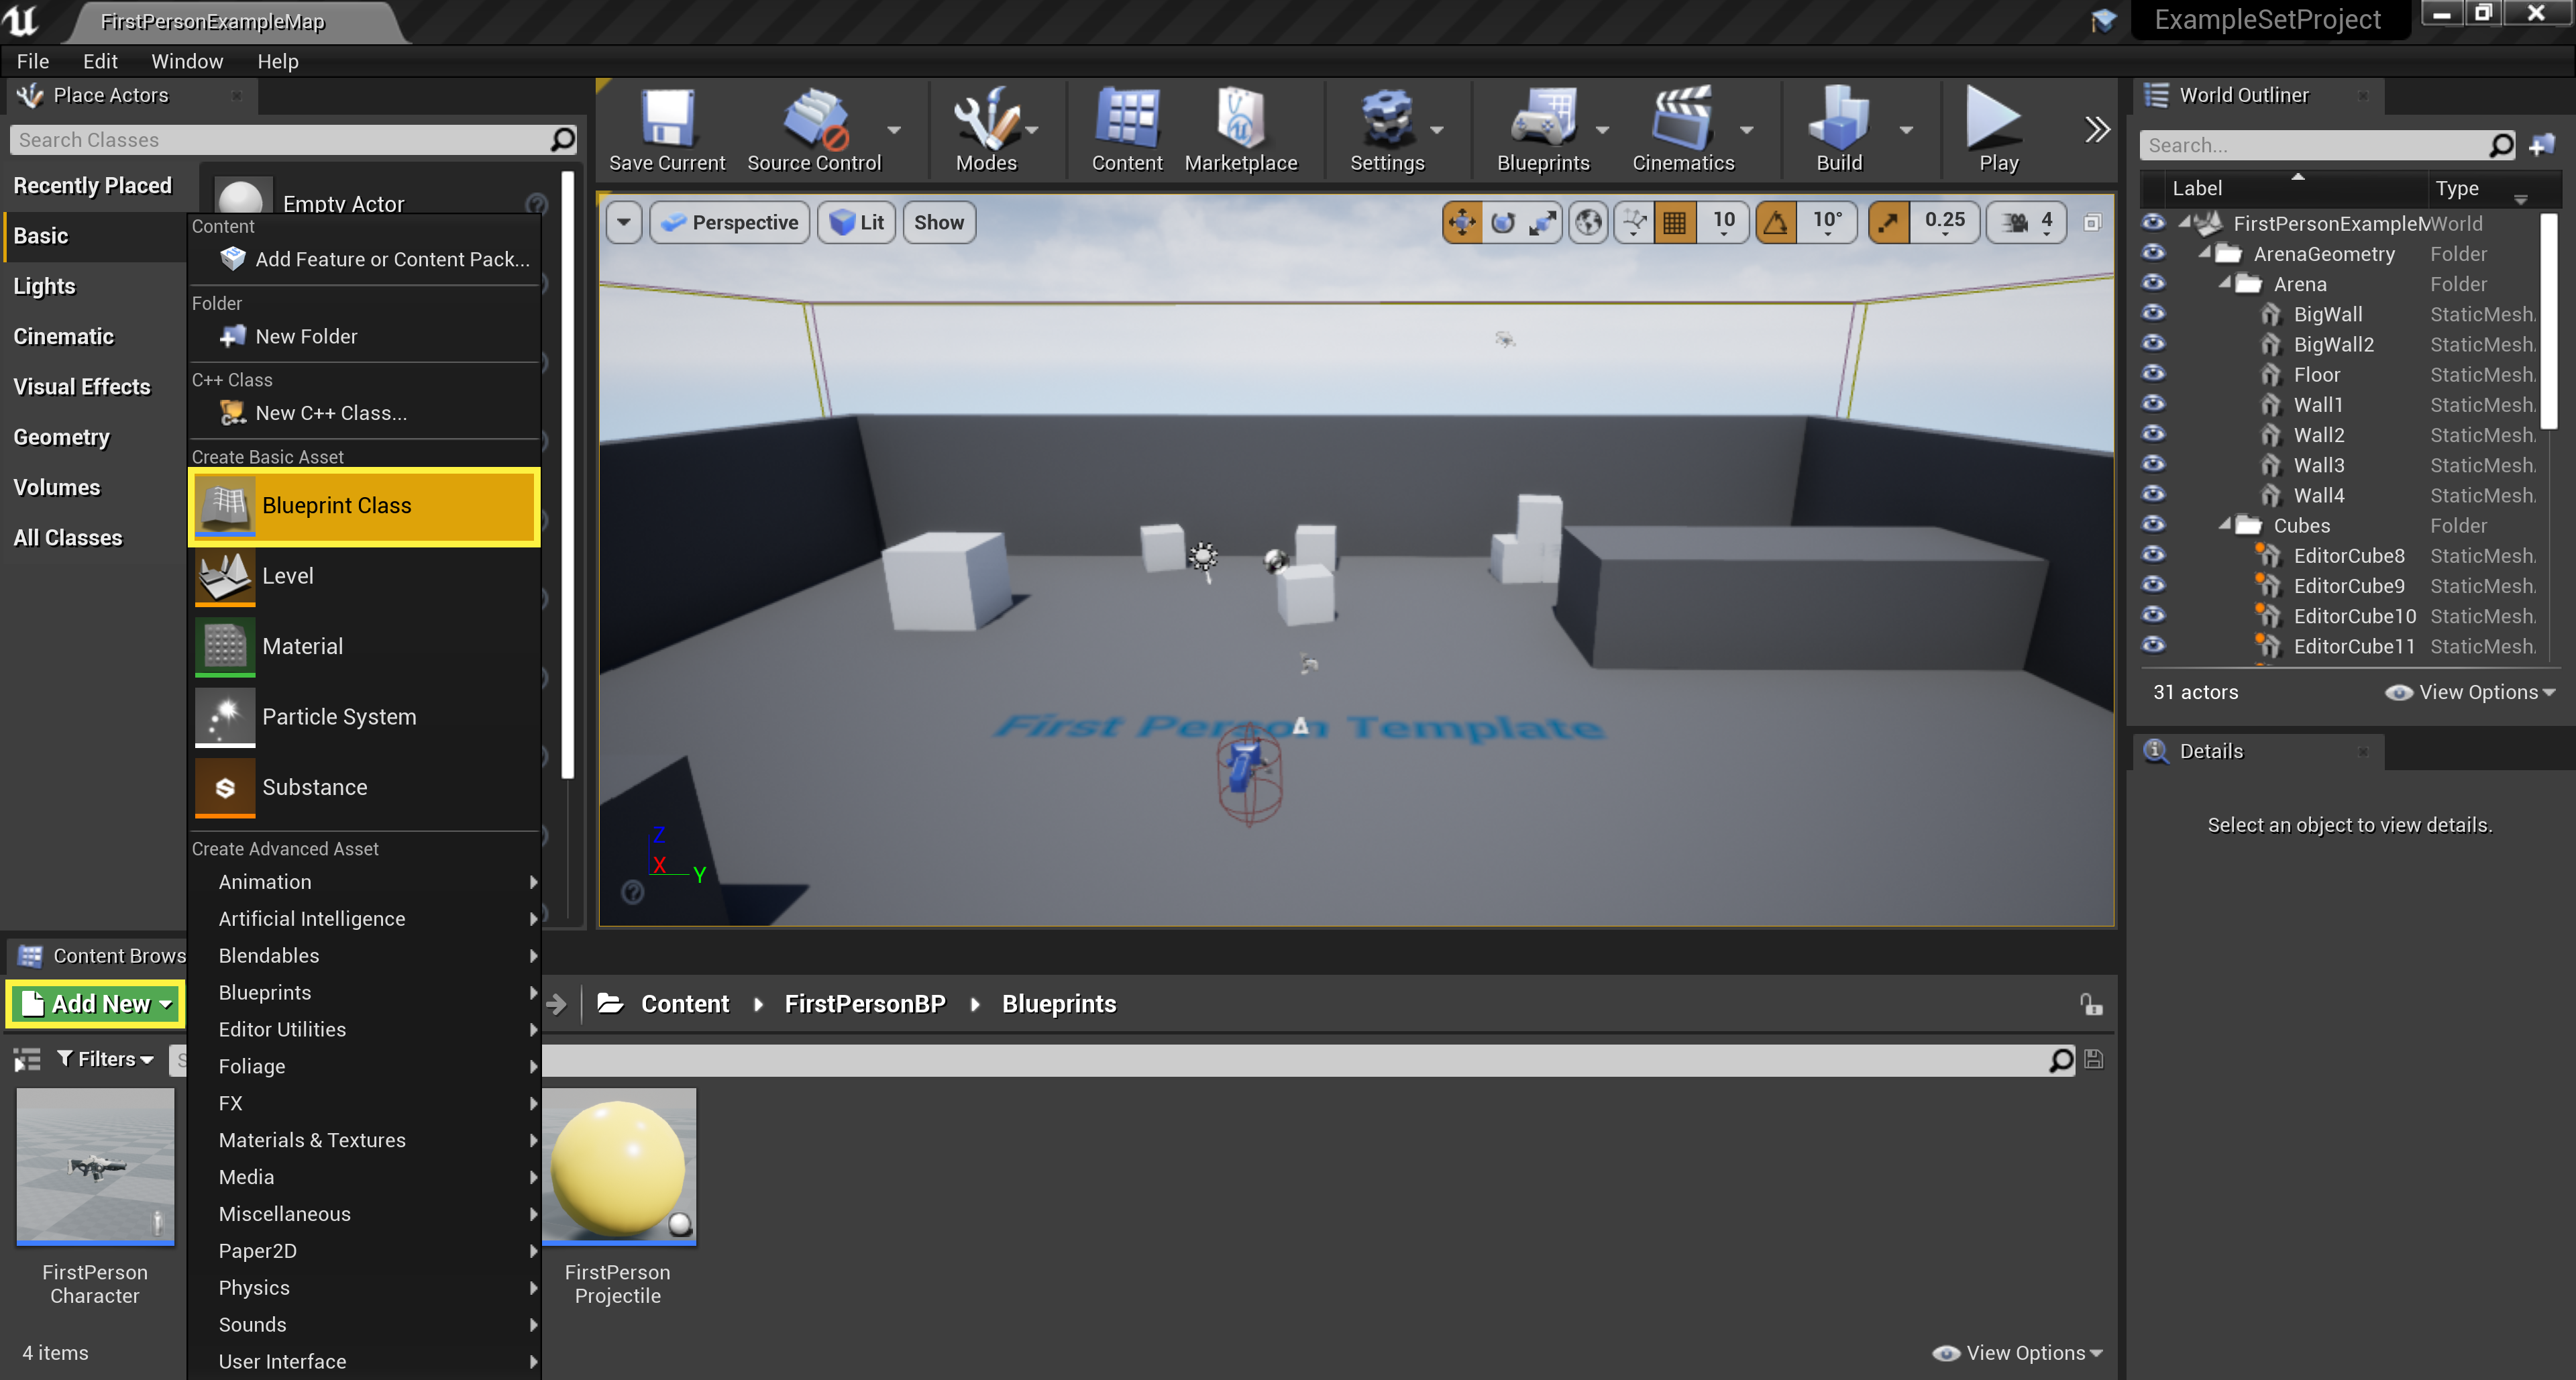 FirstPersonExampleMap
ExampleSetProject
File Edit Window Help
Place Actors
Search Classes
Recently Placed
Basic
Lights
Cinematic
Visual Effects
Geometry
Volumes
All Classes
Empty Actor
Content
Add Feature or Content Pack...
Folder
New Folder
C++ Class
New C++ Class...
Create Basic Asset
Blueprint Class
Level
Material
Particle System
Substance
Create Advanced Asset
Animation
Artificial Intelligence
Blendables
Blueprints
Editor Utilities
Foliage
FX
Materials & Textures
Media
Miscellaneous
Paper2D
Physics
Sounds
User Interface
Save Current
Source Control
Modes
Content
Marketplace
Settings
Blueprints
Cinematics
Build
Play
Perspective
Lit
Show
10
10°
0.25
4
First Person Template
Z
X
Y
World Outliner
Search...
Label Type
FirstPersonExampleM World
ArenaGeometry Folder
Arena Folder
BigWall StaticMesh
BigWall2 StaticMesh
Floor StaticMesh
Wall1 StaticMesh
Wall2 StaticMesh
Wall3 StaticMesh
Wall4 StaticMesh
Cubes Folder
EditorCube8 StaticMesh
EditorCube9 StaticMesh
EditorCube10 StaticMesh
EditorCube11 StaticMesh
31 actors
View Options
Details
Select an object to view details.
Content Brows
Add New
Content FirstPersonBP Blueprints
Filters
FirstPerson
Character
FirstPerson
Projectile
4 items
View Options